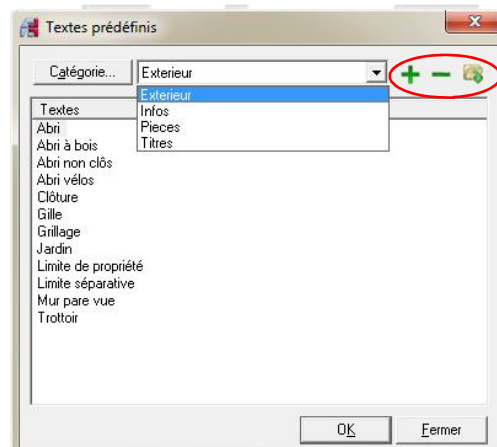 Textes prédéfinis
Catégorie... Exterieur
Exterieur
Infos
Pieces
Titres
Textes
Abri
Abri à bois
Abri non clôs
Abri vélos
Clôture
Gille
Grillage
Jardin
Limite de propriété
Limite séparative
Mur pare vue
Trottoir
OK Fermer